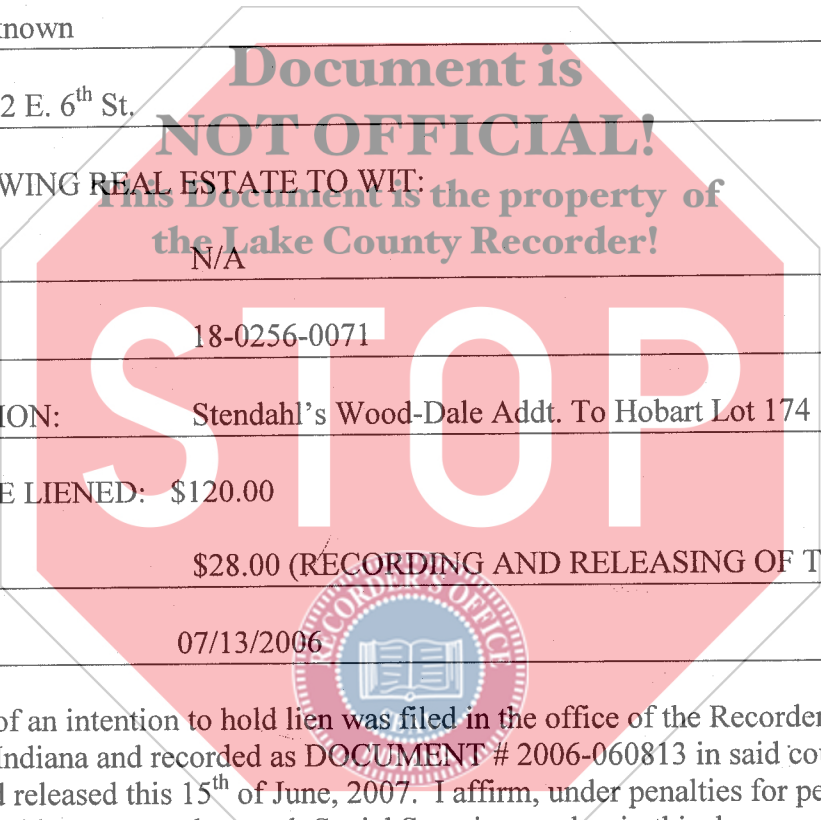 known
Document is
2 E. 6th St.
NOT OFFICIAL!
WING REAL ESTATE TO WIT:
This Document is the property of
the Lake County Recorder!
N/A
STOP
18-0256-0071
ION: Stendahl's Wood-Dale Addt. To Hobart Lot 174
E LIENED: $120.00
$28.00 (RECORDING AND RELEASING OF T
RECORDER'S OFFICE
07/13/2006
of an intention to hold lien was filed in the office of the Recorder
Indiana and recorded as DOCUMENT # 2006-060813 in said cou
released this 15th of June, 2007. I affirm, under penalties for pe